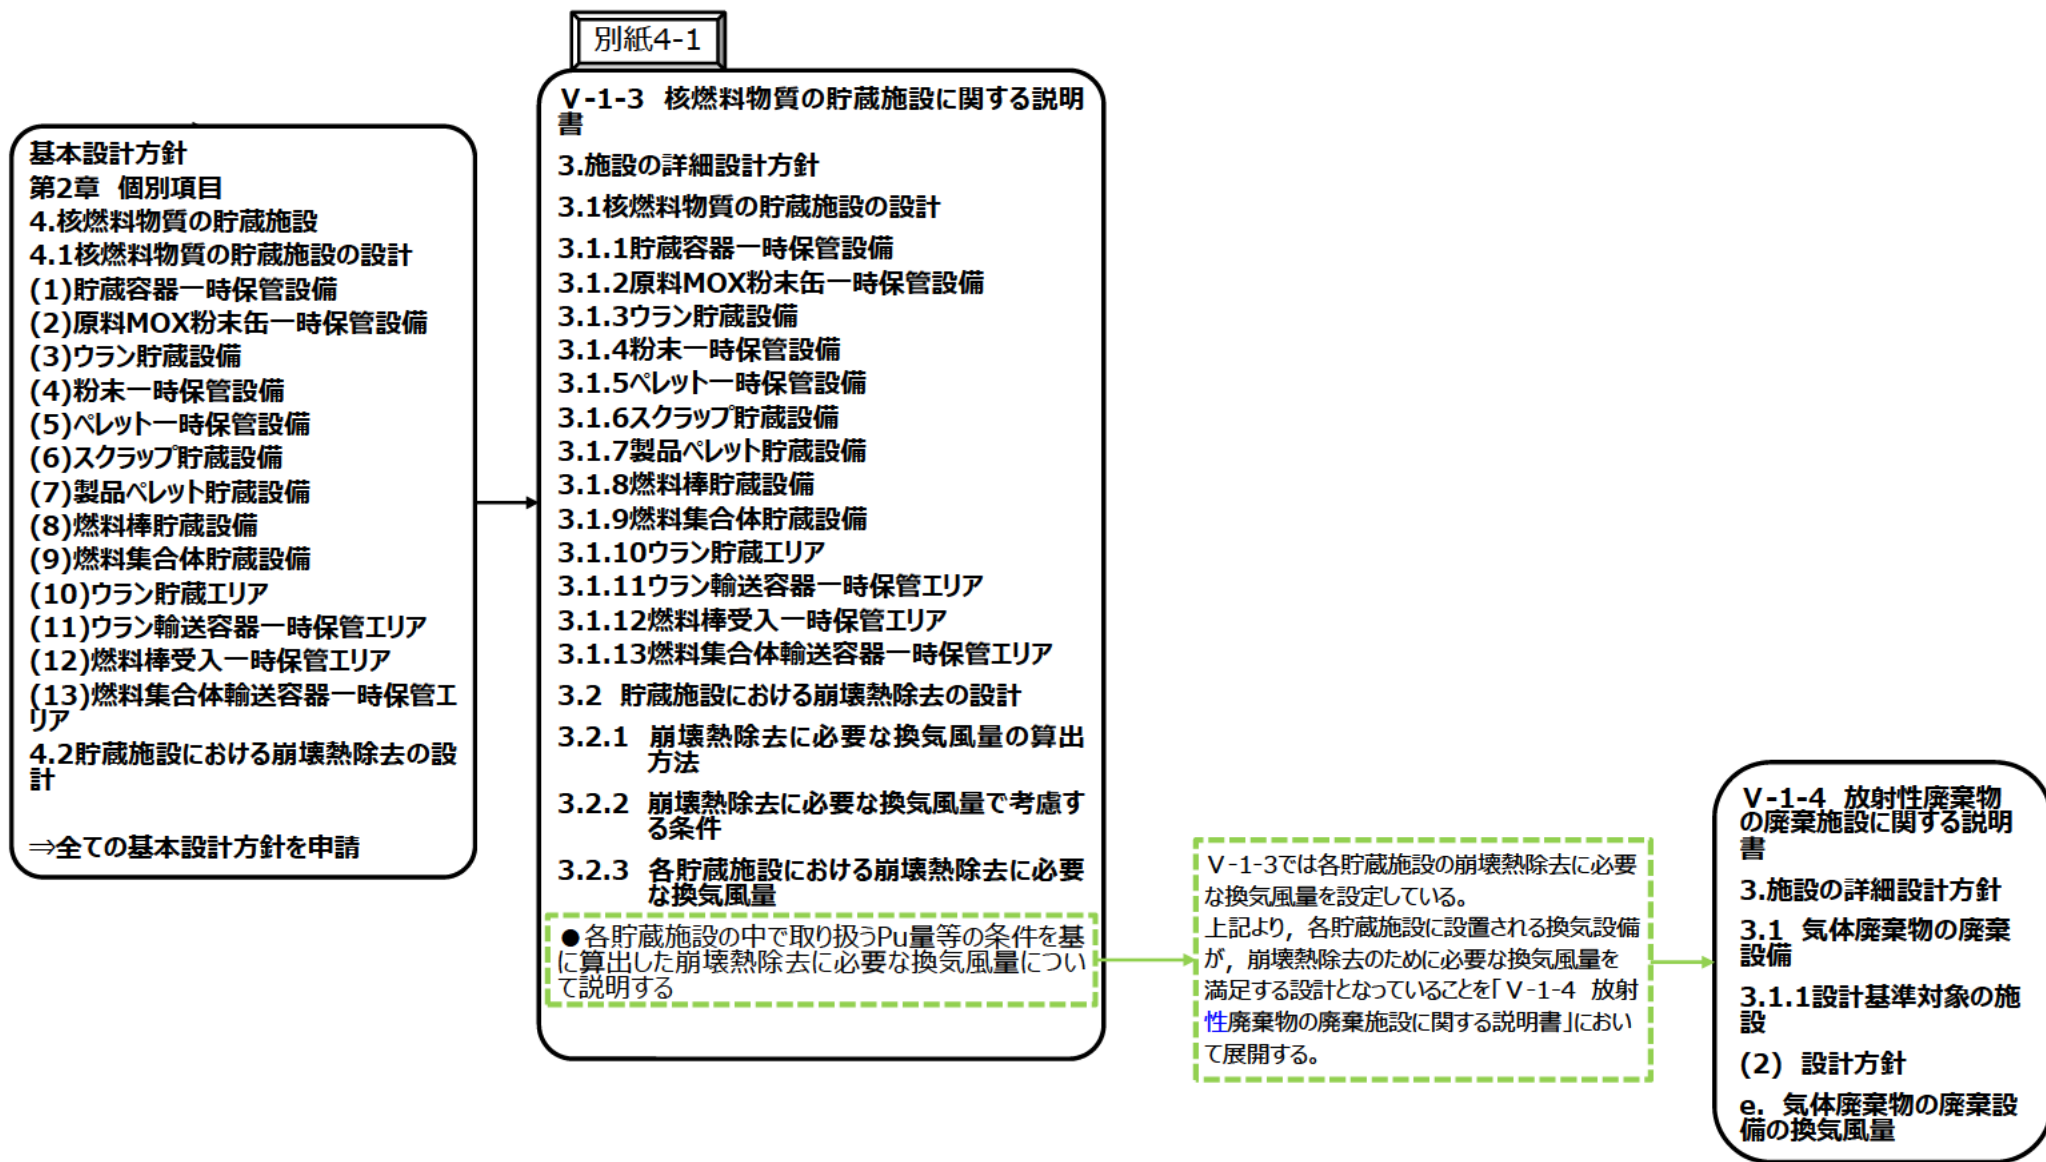 別紙4-1
基本設計方針
第2章 個別項目
4.核燃料物質の貯蔵施設
4.1核燃料物質の貯蔵施設の設計
(1)貯蔵容器一時保管設備
(2)原料MOX粉末缶一時保管設備
(3)ウラン貯蔵設備
(4)粉末一時保管設備
(5)ペレット一時保管設備
(6)スクラップ貯蔵設備
(7)製品ペレット貯蔵設備
(8)燃料棒貯蔵設備
(9)燃料集合体貯蔵設備
(10)ウラン貯蔵エリア
(11)ウラン輸送容器一時保管エリア
(12)燃料棒受入一時保管エリア
(13)燃料集合体輸送容器一時保管エ
リア
4.2貯蔵施設における崩壊熱除去の設
計
⇒全ての基本設計方針を申請
Ⅴ-1-3 核燃料物質の貯蔵施設に関する説明
書
3.施設の詳細設計方針
3.1核燃料物質の貯蔵施設の設計
3.1.1貯蔵容器一時保管設備
3.1.2原料MOX粉末缶一時保管設備
3.1.3ウラン貯蔵設備
3.1.4粉末一時保管設備
3.1.5ペレット一時保管設備
3.1.6スクラップ貯蔵設備
3.1.7製品ペレット貯蔵設備
3.1.8燃料棒貯蔵設備
3.1.9燃料集合体貯蔵設備
3.1.10ウラン貯蔵エリア
3.1.11ウラン輸送容器一時保管エリア
3.1.12燃料棒受入一時保管エリア
3.1.13燃料集合体輸送容器一時保管エリア
3.2 貯蔵施設における崩壊熱除去の設計
3.2.1 崩壊熱除去に必要な換気風量の算出
方法
3.2.2 崩壊熱除去に必要な換気風量で考慮す
る条件
3.2.3 各貯蔵施設における崩壊熱除去に必要
な換気風量
●各貯蔵施設の中で取り扱うPu量等の条件を基
に算出した崩壊熱除去に必要な換気風量につい
て説明する
Ⅴ-1-3では各貯蔵施設の崩壊熱除去に必要
な換気風量を設定している。
上記より，各貯蔵施設に設置される換気設備
が，崩壊熱除去のために必要な換気風量を
満足する設計となっていることを「Ⅴ-1-4 放射
性廃棄物の廃棄施設に関する説明書」におい
て展開する。
Ⅴ-1-4 放射性廃棄物
の廃棄施設に関する説明
書
3.施設の詳細設計方針
3.1 気体廃棄物の廃棄
設備
3.1.1設計基準対象の施
設
(2) 設計方針
e. 気体廃棄物の廃棄設
備の換気風量